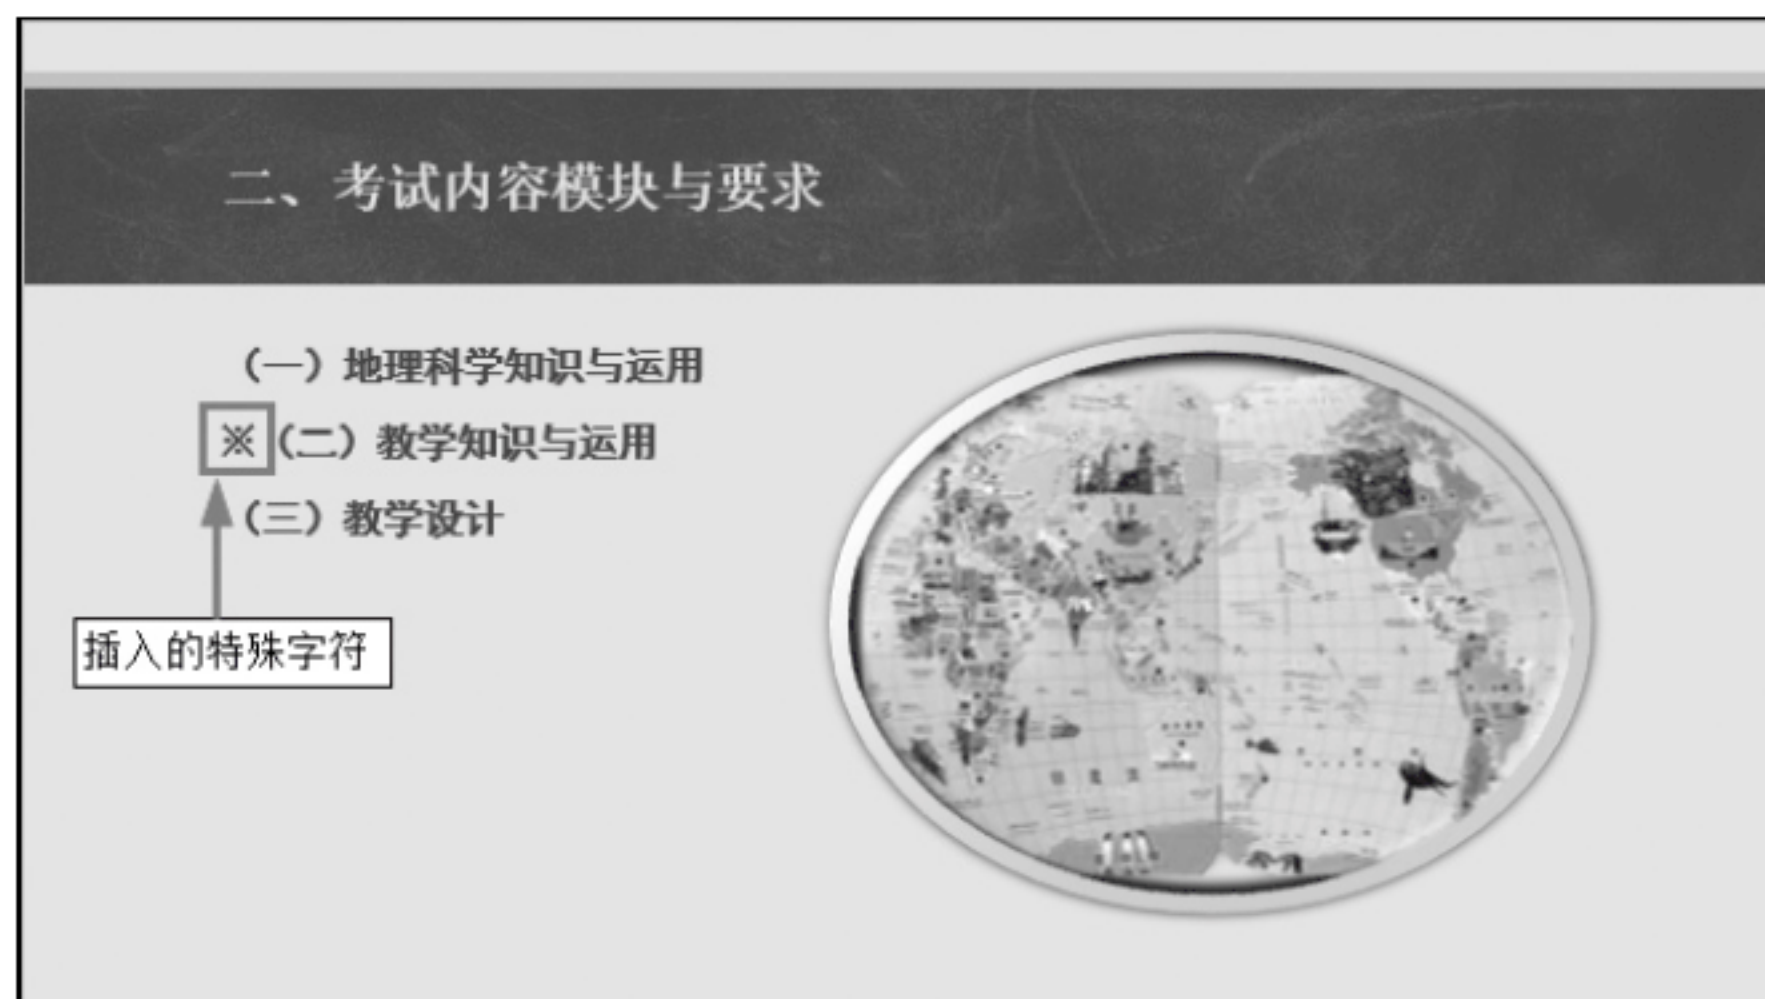 二、考试内容模块与要求
（一）地理科学知识与运用
※（二）教学知识与运用
（三）教学设计
插入的特殊字符